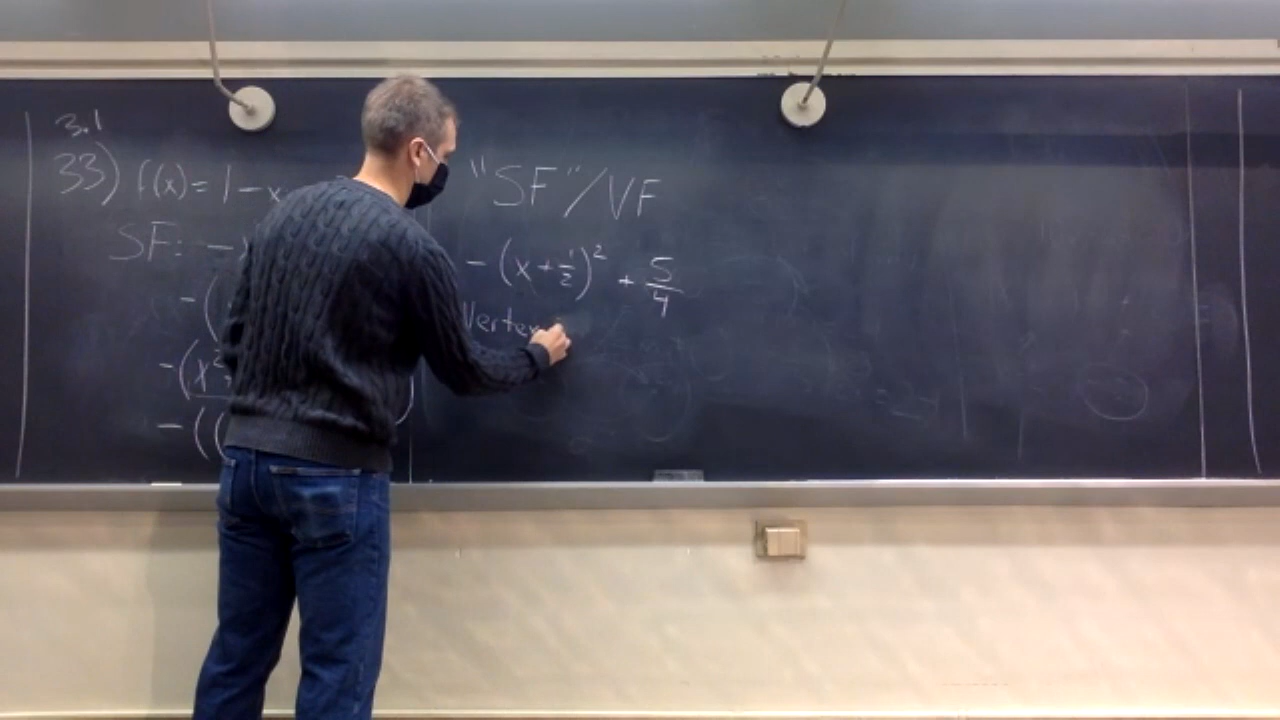 3.1
33) f(x) = 1 - x
SF: -
-(
-(x²
-((
"SF"/VF
-(x + 1/2)² + 5/4
Vertex